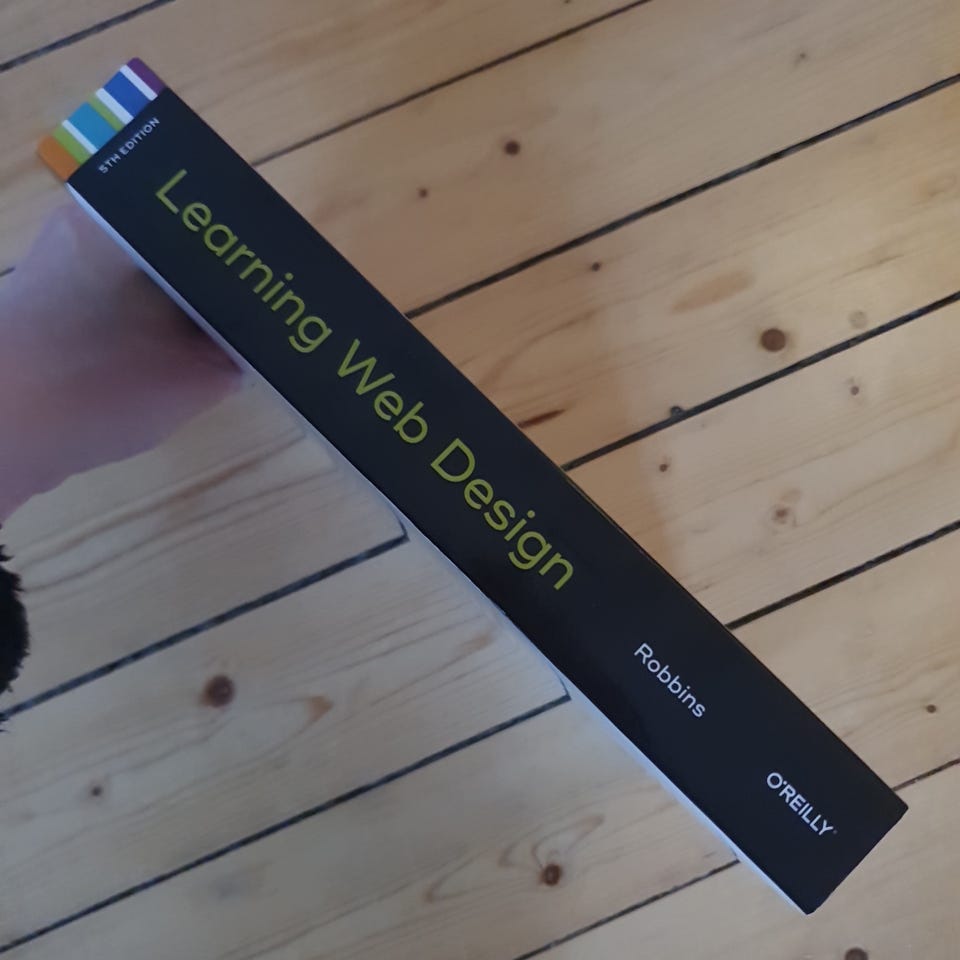 5TH EDITION
Learning Web Design
Robbins
O'REILLY®